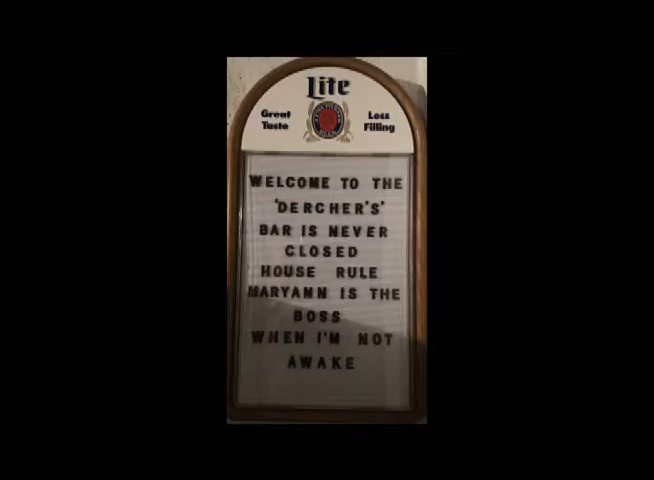 Lite
Great Taste
Less Filling
WELCOME TO THE
'DERCHER'S'
BAR IS NEVER
CLOSED
HOUSE RULE
MARYANN IS THE
BOSS
WHEN I'M NOT
AWAKE